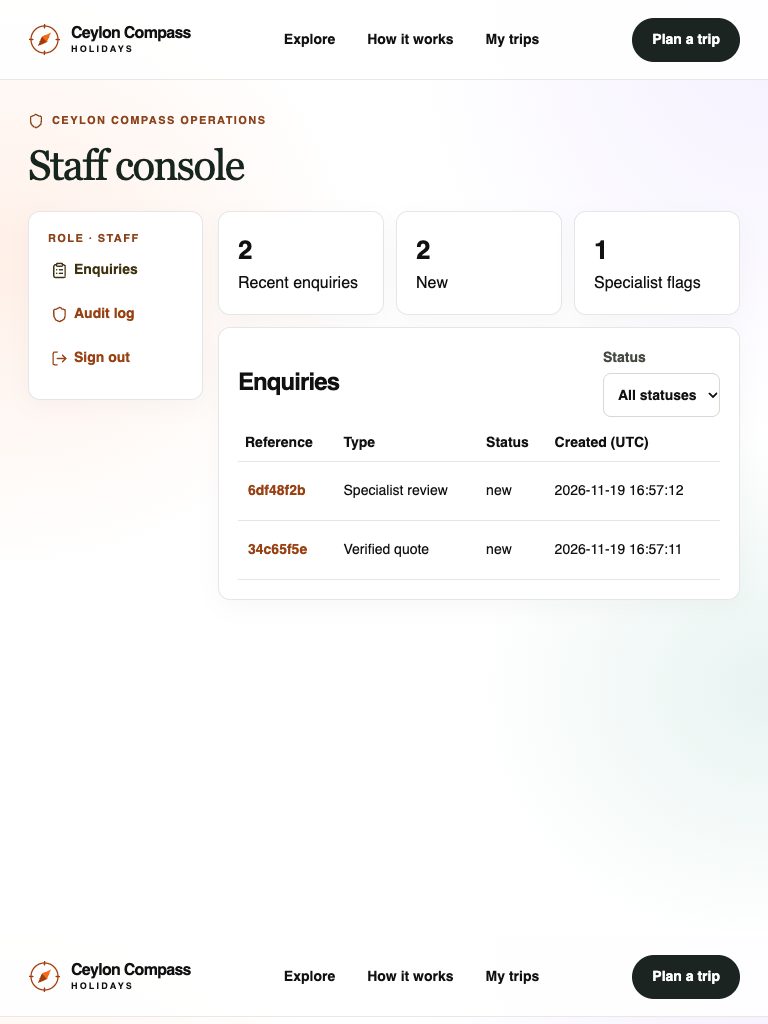 Ceylon Compass
HOLIDAYS
Explore How it works My trips Plan a trip
CEYLON COMPASS OPERATIONS
Staff console
ROLE · STAFF
Enquiries
Audit log
Sign out
2
Recent enquiries
2
New
1
Specialist flags
Enquiries
Status
All statuses
Reference Type Status Created (UTC)
6df48f2b Specialist review new 2026-11-19 16:57:12
34c65f5e Verified quote new 2026-11-19 16:57:11
Ceylon Compass
HOLIDAYS
Explore How it works My trips Plan a trip